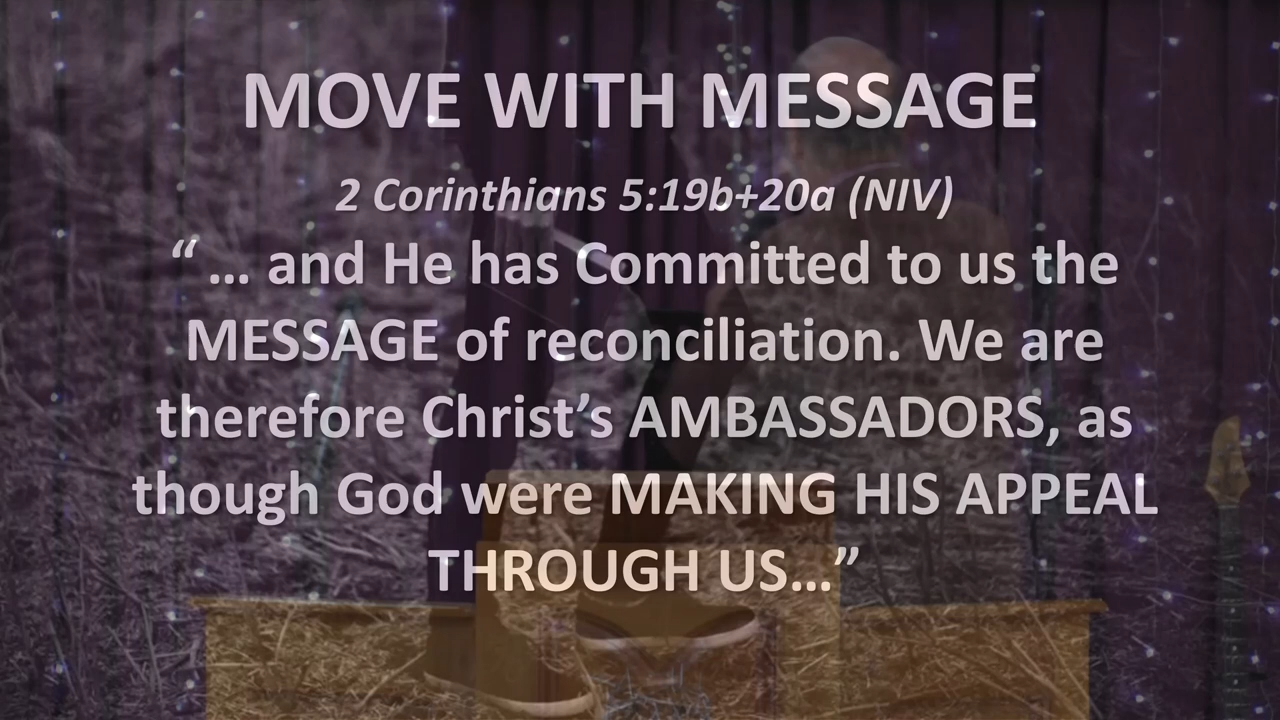 MOVE WITH MESSAGE
2 Corinthians 5:19b+20a (NIV)
“ … and He has Committed to us the
MESSAGE of reconciliation. We are
therefore Christ’s AMBASSADORS, as
though God were MAKING HIS APPEAL
THROUGH US…”